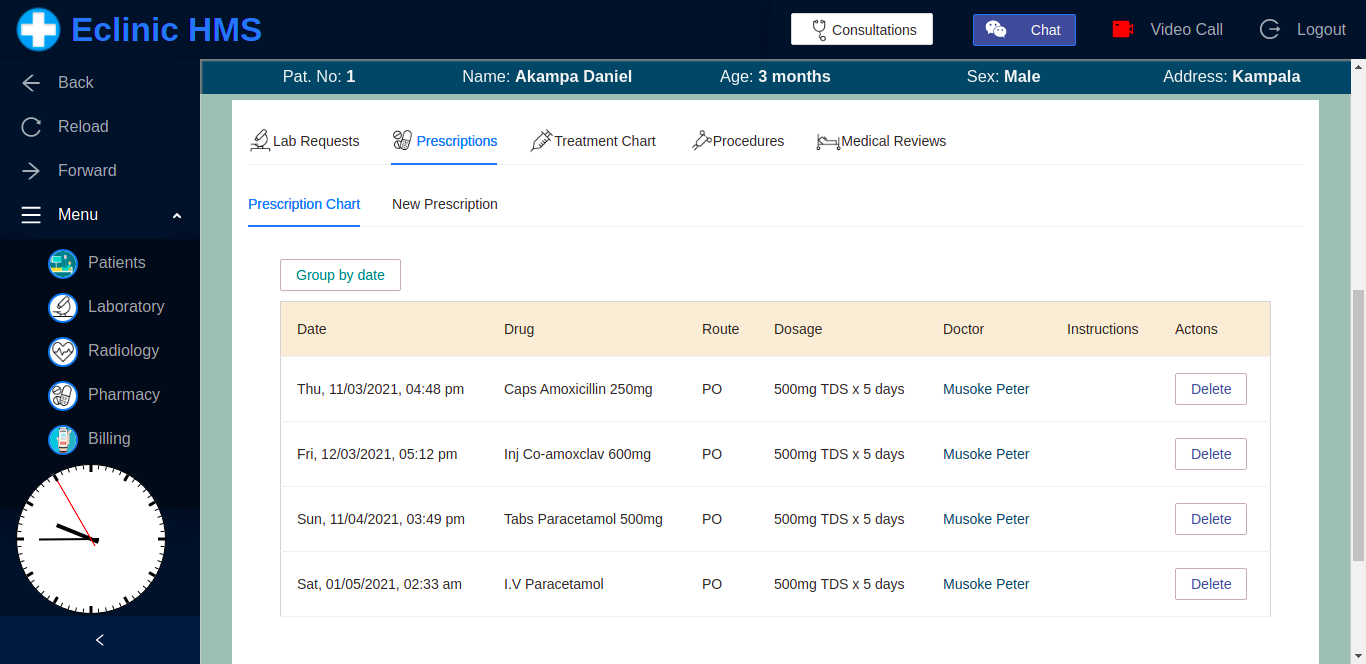 Eclinic HMS
Consultations
Chat
Video Call
Logout
Back
Reload
Forward
Menu
Patients
Laboratory
Radiology
Pharmacy
Billing
Pat. No: 1 Name: Akampa Daniel Age: 3 months Sex: Male Address: Kampala
Lab Requests Prescriptions Treatment Chart Procedures Medical Reviews
Prescription Chart New Prescription
Group by date
Date Drug Route Dosage Doctor Instructions Actons
Thu, 11/03/2021, 04:48 pm Caps Amoxicillin 250mg PO 500mg TDS x 5 days Musoke Peter Delete
Fri, 12/03/2021, 05:12 pm Inj Co-amoxclav 600mg PO 500mg TDS x 5 days Musoke Peter Delete
Sun, 11/04/2021, 03:49 pm Tabs Paracetamol 500mg PO 500mg TDS x 5 days Musoke Peter Delete
Sat, 01/05/2021, 02:33 am I.V Paracetamol PO 500mg TDS x 5 days Musoke Peter Delete